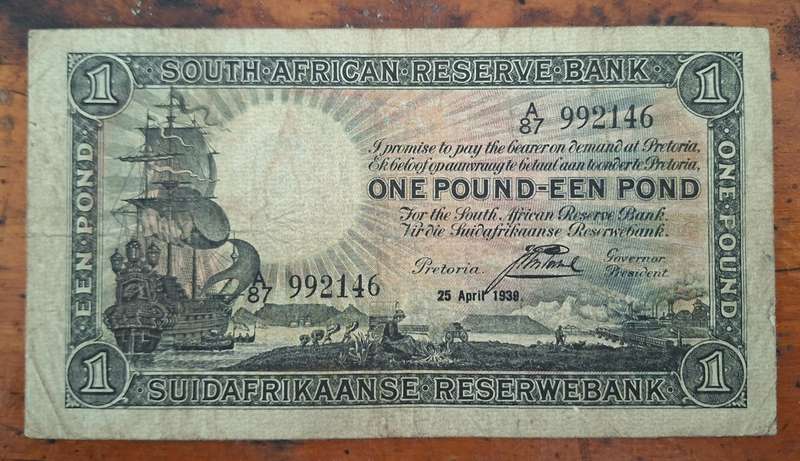 1 SOUTH·AFRICAN·RESERVE·BANK 1
A/87 992146
I promise to pay the bearer on demand at Pretoria,
Ek beloof op aanvraag te betaal aan toonder te Pretoria,
ONE POUND-EEN POND
For the South African Reserve Bank.
Vir die Suidafrikaanse Reserwebank.
EEN·POND
ONE·POUND
Pretoria.
Governor
President
A/87 992146
25 April 1939.
1 SUIDAFRIKAANSE·RESERWEBANK 1